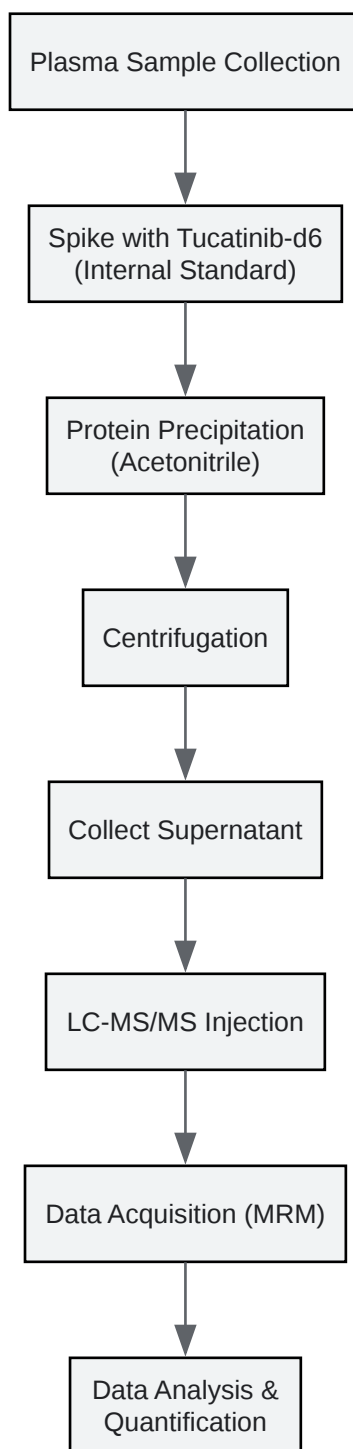 Plasma Sample Collection
Spike with Tucatinib-d6
(Internal Standard)
Protein Precipitation
(Acetonitrile)
Centrifugation
Collect Supernatant
LC-MS/MS Injection
Data Acquisition (MRM)
Data Analysis &
Quantification